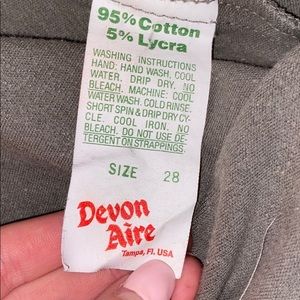 95% Cotton
5% Lycra
WASHING INSTRUCTIONS
HAND: HAND WASH, COOL
WATER. DRIP DRY. NO
BLEACH. MACHINE: COOL
WATER WASH. COLD RINSE.
SHORT SPIN & DRIP DRY CY-
CLE. COOL IRON. NO
BLEACH. DO NOT USE DE-
TERGENT ON STRAPPINGS.
SIZE 28
Devon
Aire
Tampa, Fl. USA